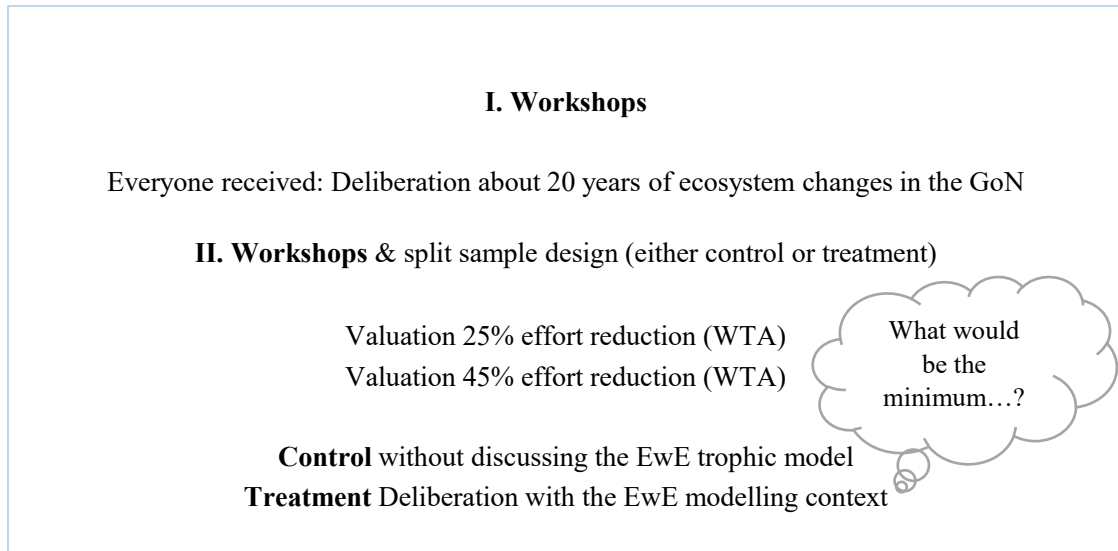 I. Workshops
Everyone received: Deliberation about 20 years of ecosystem changes in the GoN
II. Workshops & split sample design (either control or treatment)
Valuation 25% effort reduction (WTA)
Valuation 45% effort reduction (WTA)
What would
be the
minimum…?
Control without discussing the EwE trophic model
Treatment Deliberation with the EwE modelling context